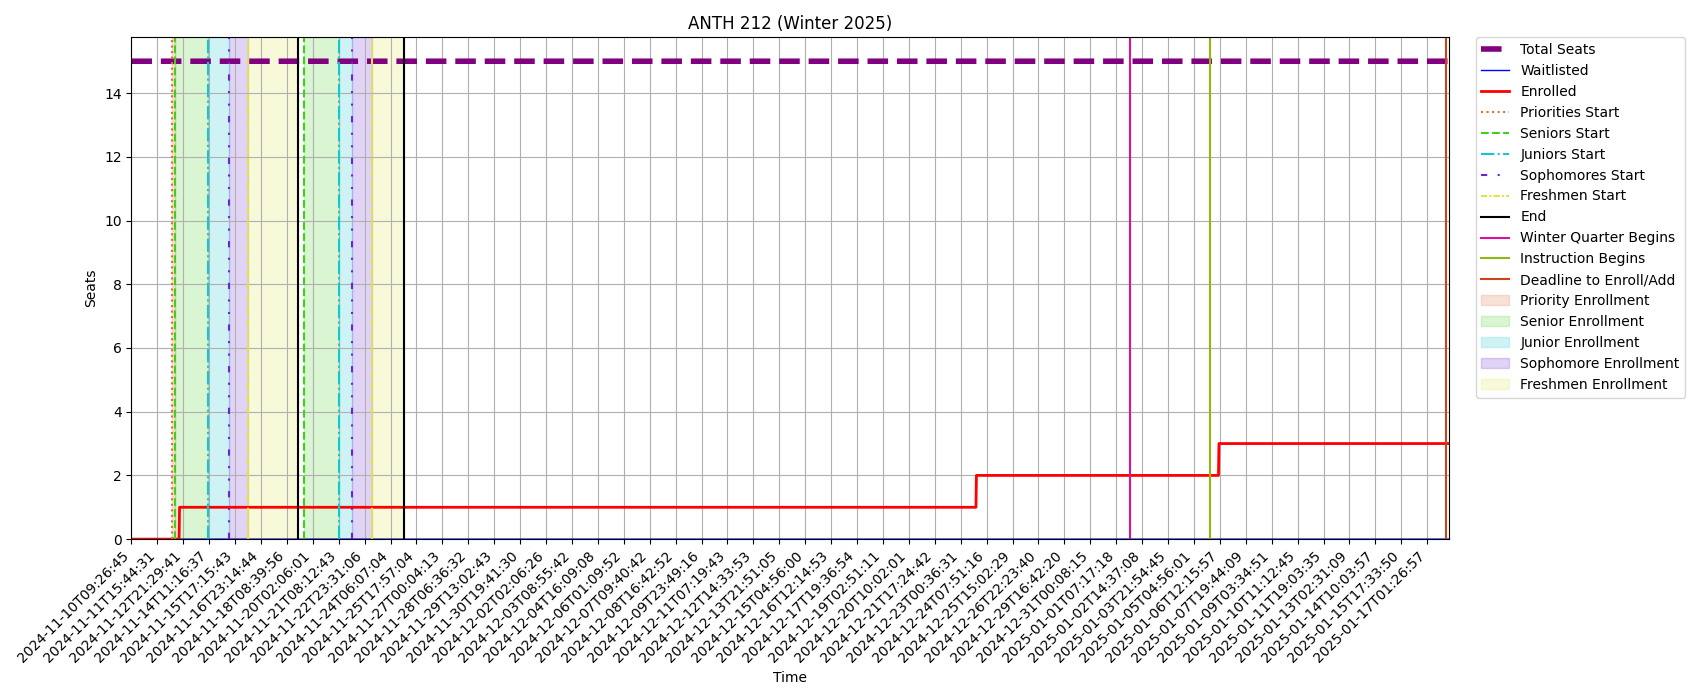 ANTH 212 (Winter 2025)
Seats
14
12
10
8
6
4
2
0
2024-11-10T09:26:45
2024-11-11T15:44:31
2024-11-12T21:29:41
2024-11-14T11:16:37
2024-11-15T17:15:43
2024-11-16T23:14:44
2024-11-18T08:39:56
2024-11-20T02:06:01
2024-11-21T08:12:43
2024-11-22T23:31:06
2024-11-24T06:07:04
2024-11-25T17:57:04
2024-11-27T00:04:13
2024-11-28T06:36:32
2024-11-29T13:02:43
2024-11-30T19:41:30
2024-12-02T02:06:26
2024-12-03T08:55:42
2024-12-04T16:09:08
2024-12-06T01:09:52
2024-12-07T09:40:42
2024-12-08T16:42:52
2024-12-09T23:49:16
2024-12-11T07:19:43
2024-12-12T14:33:53
2024-12-13T21:51:05
2024-12-15T04:56:00
2024-12-16T12:14:53
2024-12-17T19:36:54
2024-12-19T02:51:11
2024-12-20T10:02:01
2024-12-21T17:24:42
2024-12-23T00:36:31
2024-12-24T07:51:16
2024-12-25T15:02:29
2024-12-26T22:23:40
2024-12-29T16:42:20
2024-12-31T00:08:15
2025-01-01T07:17:18
2025-01-02T14:37:08
2025-01-03T21:54:45
2025-01-05T04:56:01
2025-01-06T12:15:57
2025-01-07T19:44:09
2025-01-09T03:34:51
2025-01-10T11:12:45
2025-01-11T19:03:35
2025-01-13T02:31:09
2025-01-14T10:03:57
2025-01-15T17:33:50
2025-01-17T01:26:57
Time
Total Seats
Waitlisted
Enrolled
Priorities Start
Seniors Start
Juniors Start
Sophomores Start
Freshmen Start
End
Winter Quarter Begins
Instruction Begins
Deadline to Enroll/Add
Priority Enrollment
Senior Enrollment
Junior Enrollment
Sophomore Enrollment
Freshmen Enrollment